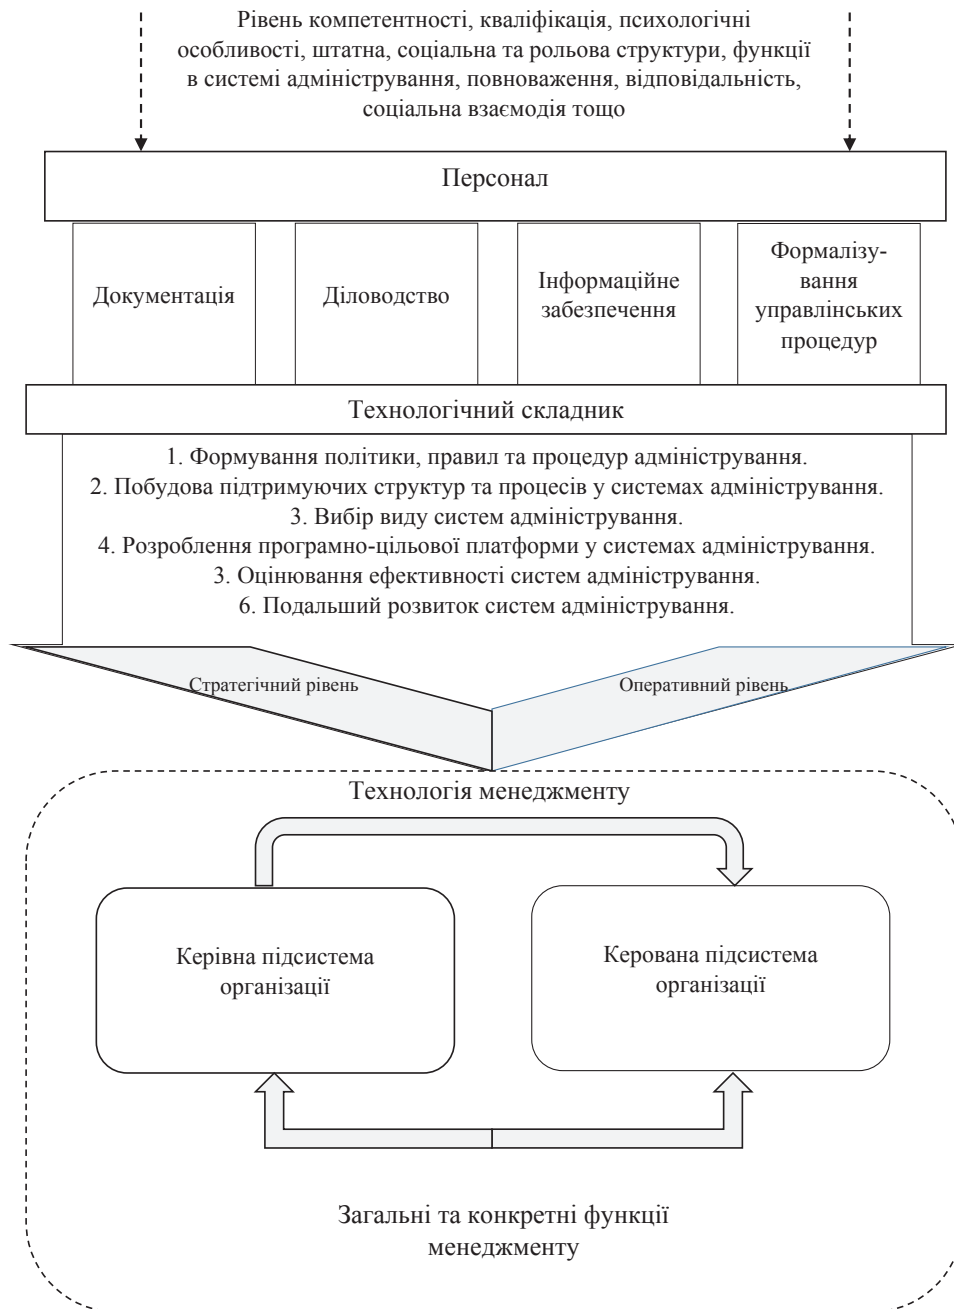 Рівень компетентності, кваліфікація, психологічні
особливості, штатна, соціальна та рольова структури, функції
в системі адміністрування, повноваження, відповідальність,
соціальна взаємодія тощо
Персонал
Документація
Діловодство
Інформаційне
забезпечення
Формалізу-
вання
управлінських
процедур
Технологічний складник
1. Формування політики, правил та процедур адміністрування.
2. Побудова підтримуючих структур та процесів у системах адміністрування.
3. Вибір виду систем адміністрування.
4. Розроблення програмно-цільової платформи у системах адміністрування.
3. Оцінювання ефективності систем адміністрування.
6. Подальший розвиток систем адміністрування.
Стратегічний рівень
Оперативний рівень
Технологія менеджменту
Керівна підсистема
організації
Керована підсистема
організації
Загальні та конкретні функції
менеджменту